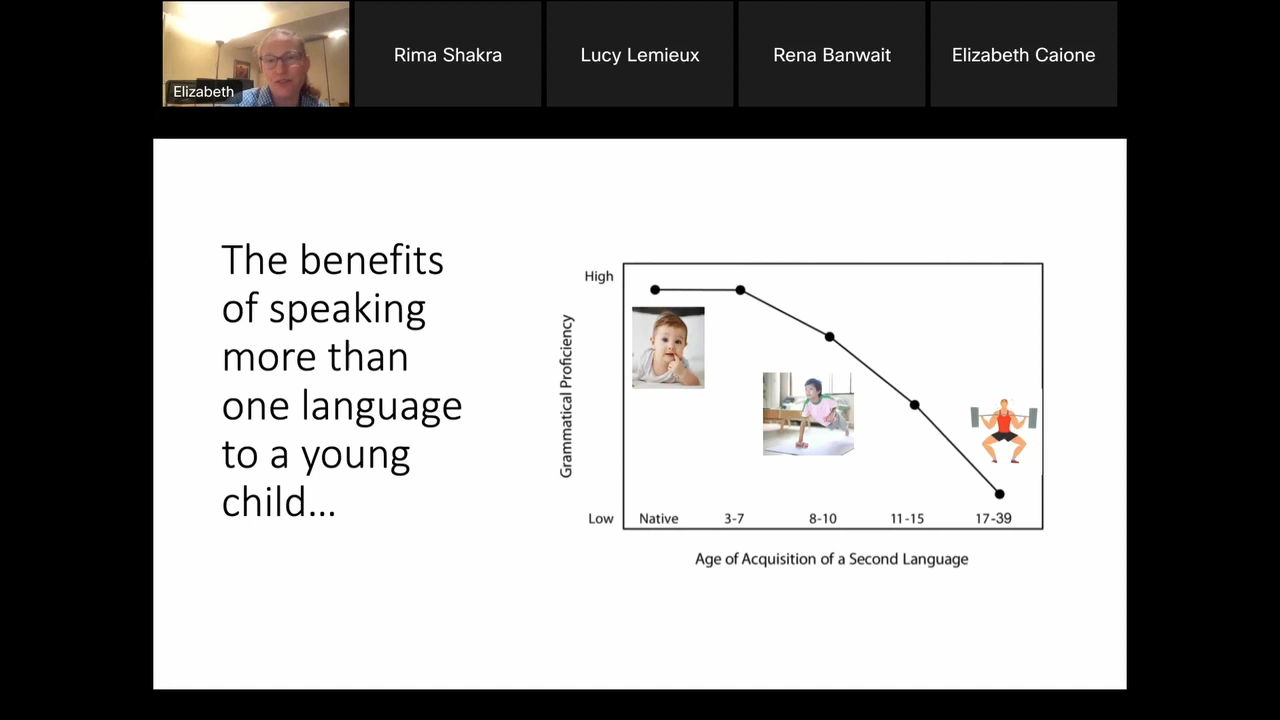 Elizabeth
Rima Shakra
Lucy Lemieux
Rena Banwait
Elizabeth Caione
The benefits
of speaking
more than
one language
to a young
child...
High
Grammatical Proficiency
Low
Native
3-7
8-10
11-15
17-39
Age of Acquisition of a Second Language